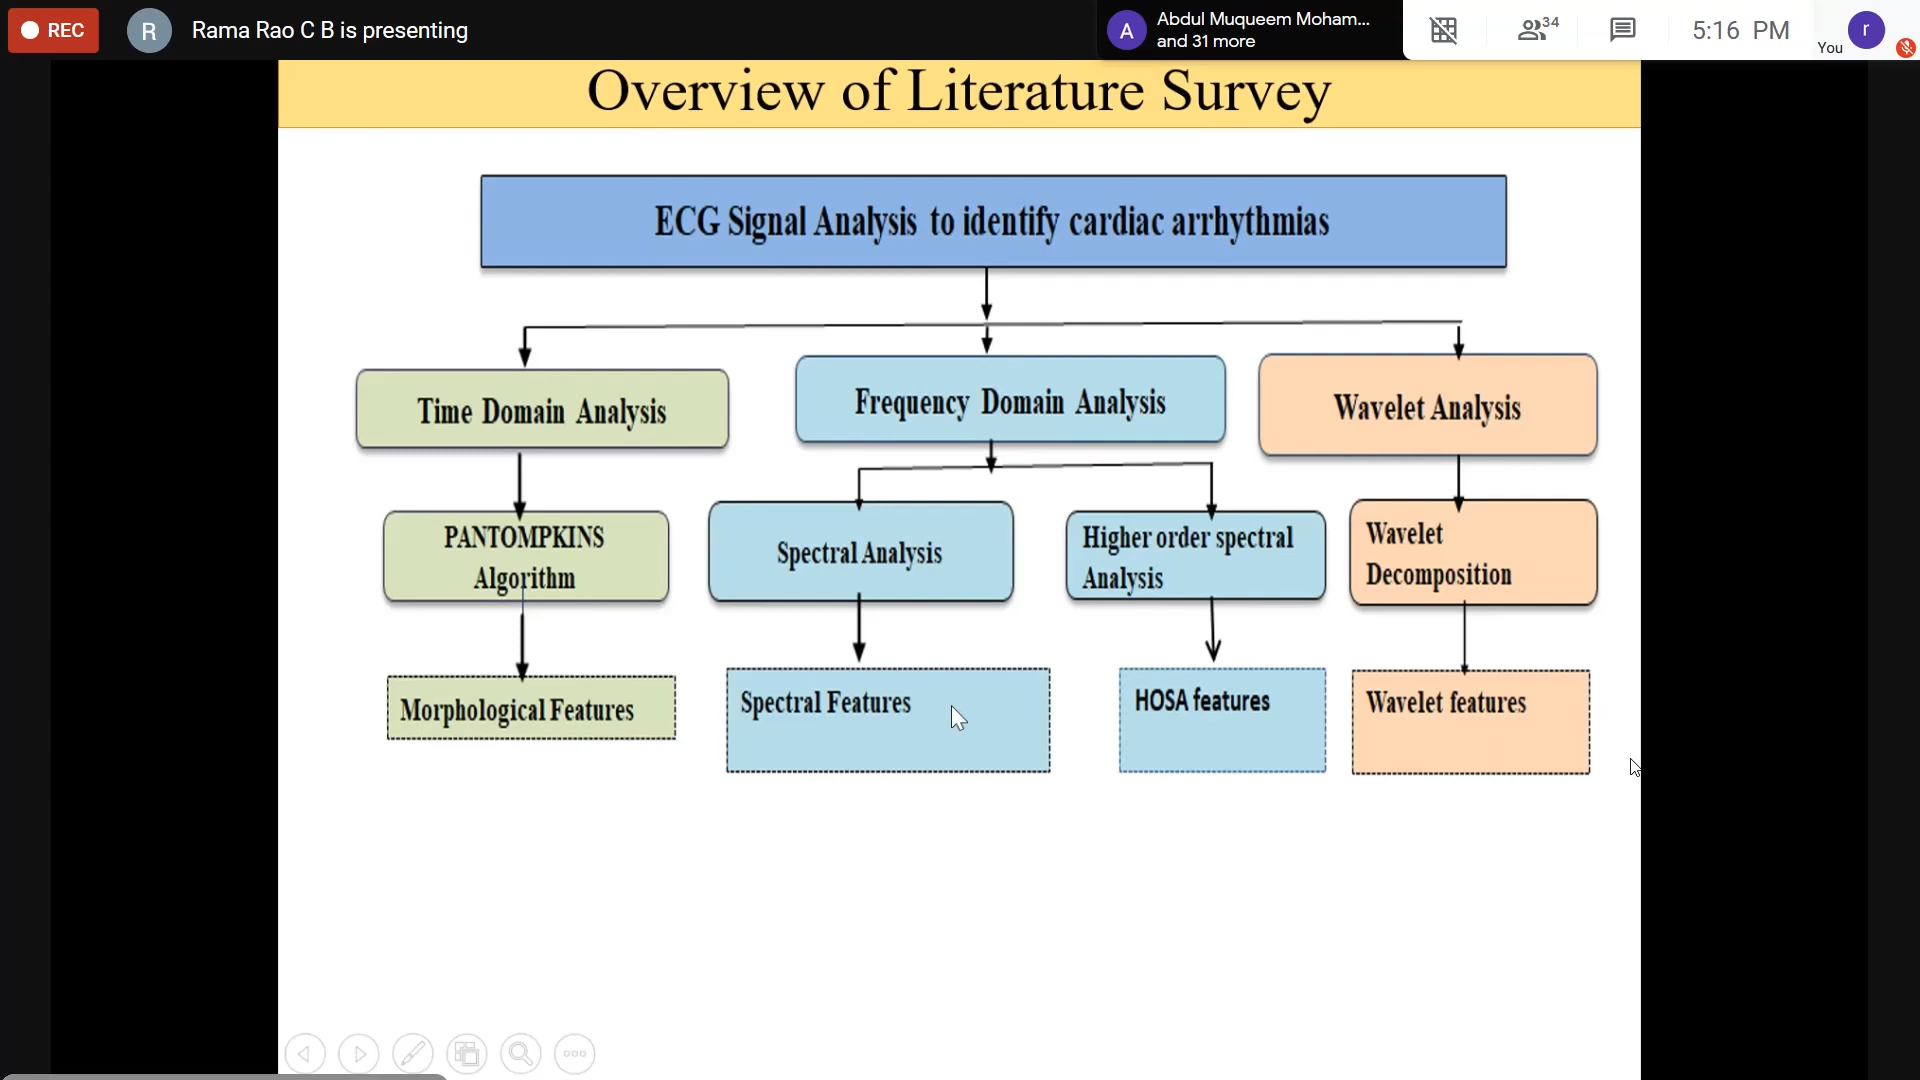 REC
R
Rama Rao C B is presenting
A
Abdul Muqueem Moham...
and 31 more
34
5:16 PM
You
r
Overview of Literature Survey
ECG Signal Analysis to identify cardiac arrhythmias
Time Domain Analysis
Frequency Domain Analysis
Wavelet Analysis
PANTOMPKINS
Algorithm
Spectral Analysis
Higher order spectral
Analysis
Wavelet
Decomposition
Morphological Features
Spectral Features
HOSA features
Wavelet features